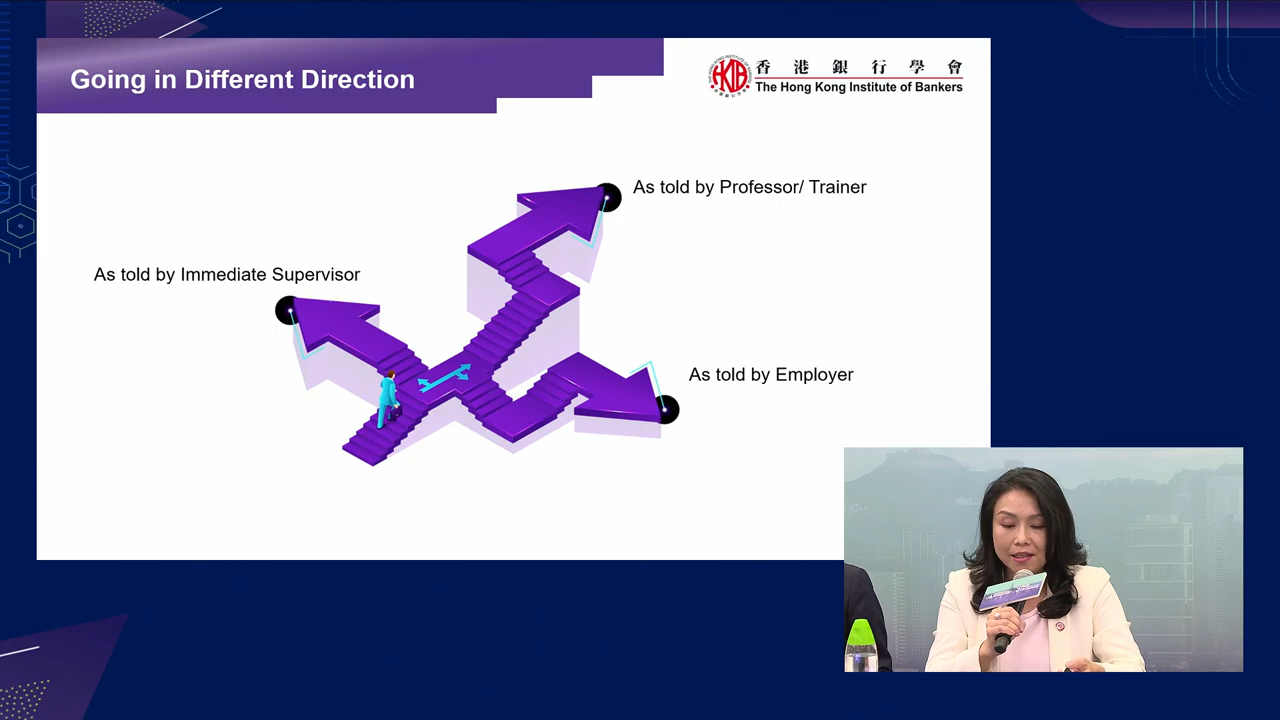 Going in Different Direction
HKIB
香港銀行學會
The Hong Kong Institute of Bankers
As told by Professor/ Trainer
As told by Immediate Supervisor
As told by Employer